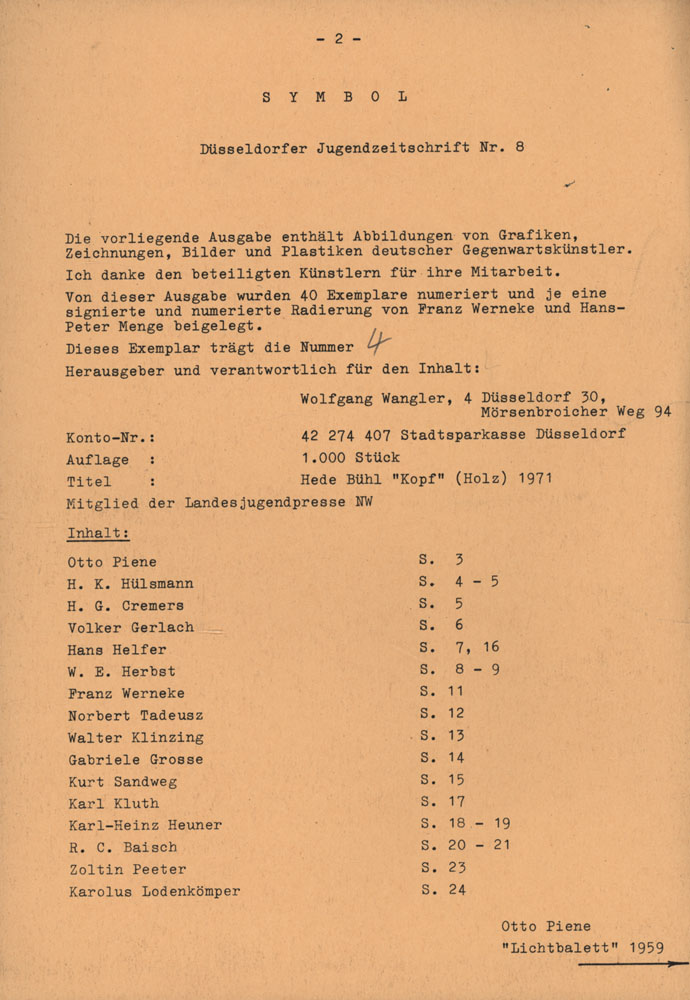 - 2 -
S Y M B O L
Düsseldorfer Jugendzeitschrift Nr. 8
Die vorliegende Ausgabe enthält Abbildungen von Grafiken,
Zeichnungen, Bilder und Plastiken deutscher Gegenwartskünstler.
Ich danke den beteiligten Künstlern für ihre Mitarbeit.
Von dieser Ausgabe wurden 40 Exemplare numeriert und je eine
signierte und numerierte Radierung von Franz Werneke und Hans-
Peter Menge beigelegt.
Dieses Exemplar trägt die Nummer 4
Herausgeber und verantwortlich für den Inhalt:
Wolfgang Wangler, 4 Düsseldorf 30,
Mörsenbroicher Weg 94
Konto-Nr.: 42 274 407 Stadtsparkasse Düsseldorf
Auflage : 1.000 Stück
Titel : Hede Bühl "Kopf" (Holz) 1971
Mitglied der Landesjugendpresse NW
Inhalt:
Otto Piene S. 3
H. K. Hülsmann S. 4 - 5
H. G. Cremers S. 5
Volker Gerlach S. 6
Hans Helfer S. 7, 16
W. E. Herbst S. 8 - 9
Franz Werneke S. 11
Norbert Tadeusz S. 12
Walter Klinzing S. 13
Gabriele Grosse S. 14
Kurt Sandweg S. 15
Karl Kluth S. 17
Karl-Heinz Heuner S. 18 - 19
R. C. Baisch S. 20 - 21
Zoltin Peeter S. 23
Karolus Lodenkömper S. 24
Otto Piene
"Lichtbalett" 1959